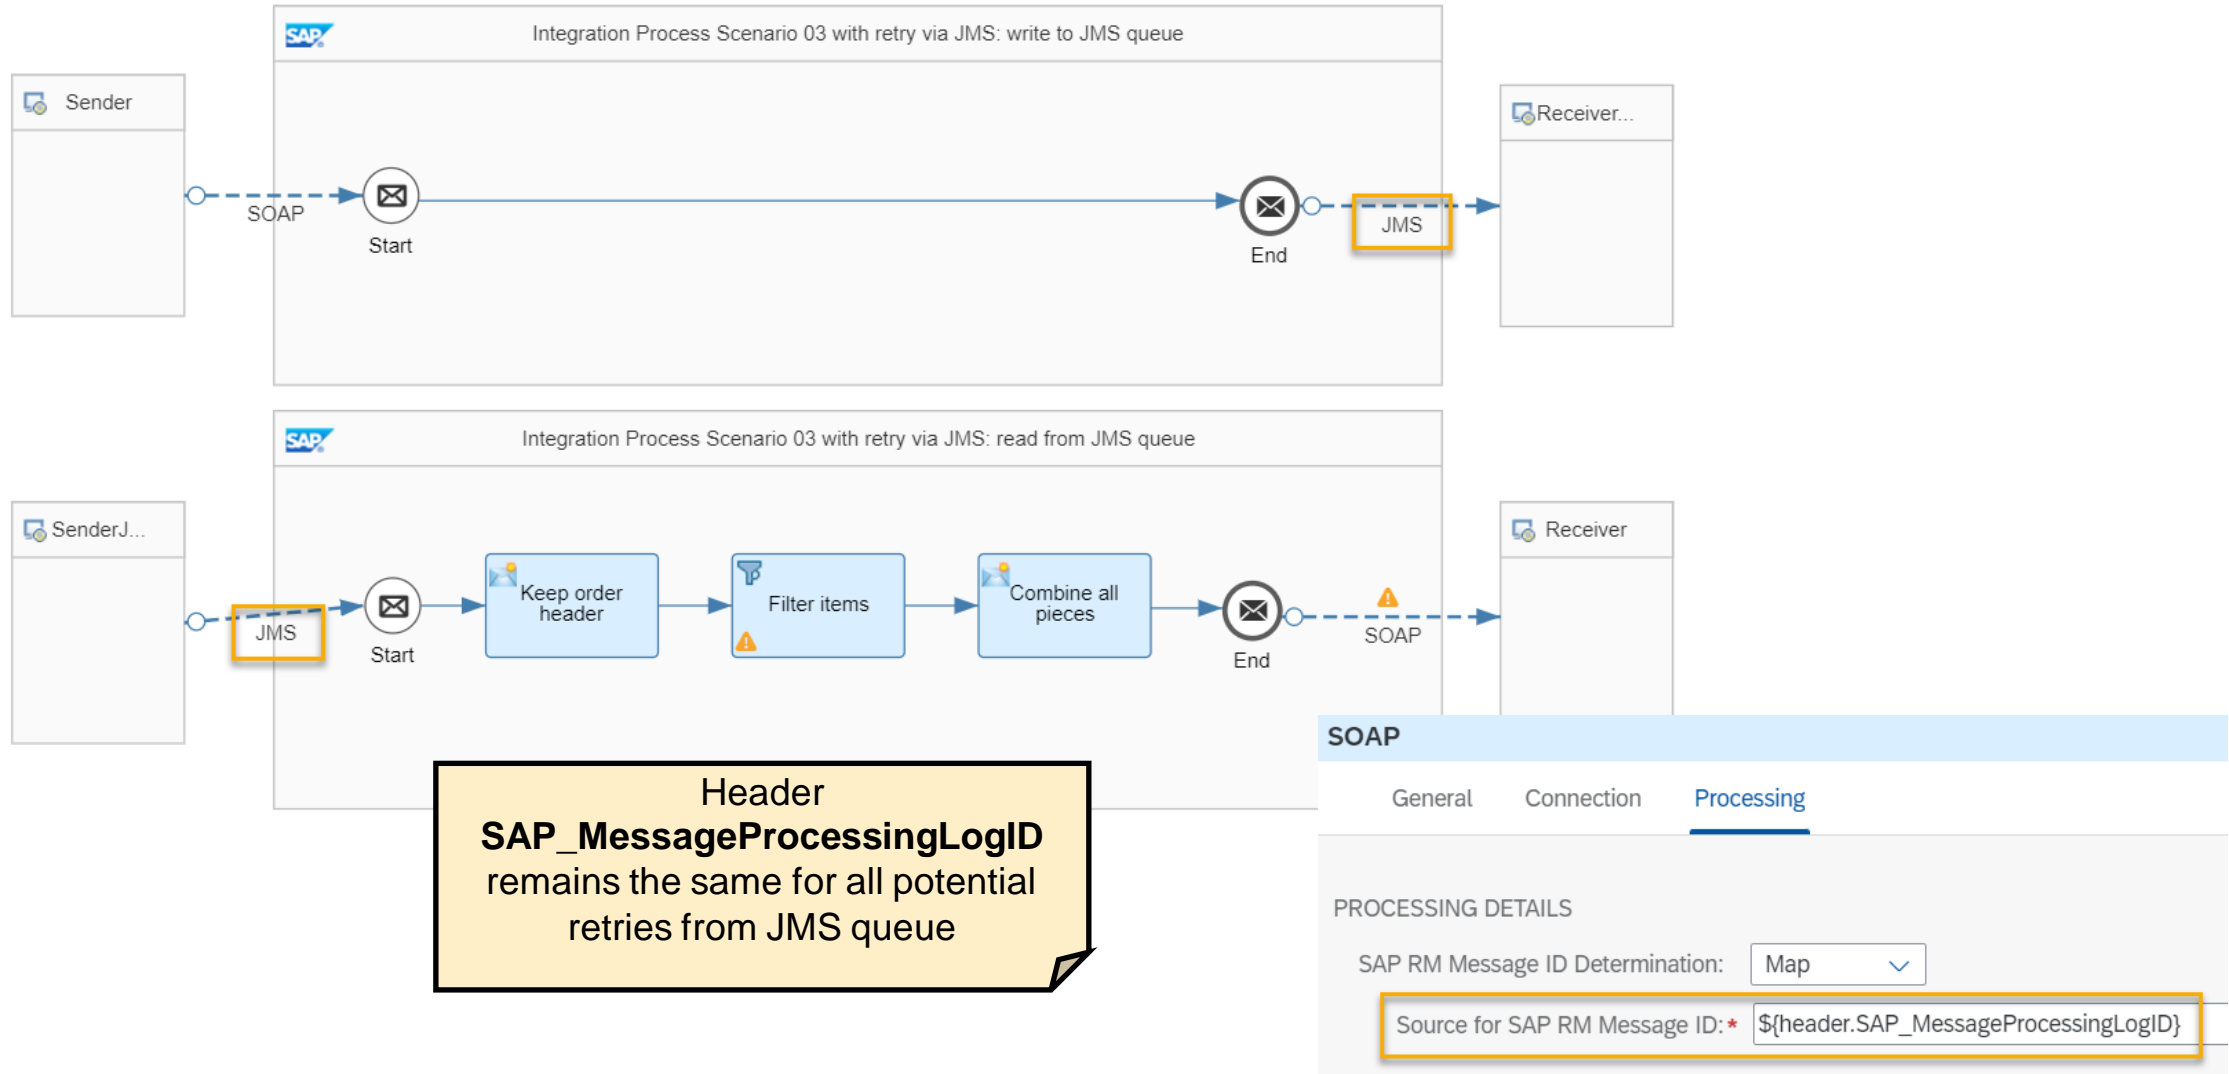 SAP
Integration Process Scenario 03 with retry via JMS: write to JMS queue
Sender
Receiver...
SOAP
Start
End
JMS
SAP
Integration Process Scenario 03 with retry via JMS: read from JMS queue
SenderJ...
Receiver
JMS
Start
Keep order
header
Filter items
Combine all
pieces
End
SOAP
Header
SAP_MessageProcessingLogID
remains the same for all potential
retries from JMS queue
SOAP
General Connection Processing
PROCESSING DETAILS
SAP RM Message ID Determination: Map
Source for SAP RM Message ID:* ${header.SAP_MessageProcessingLogID}